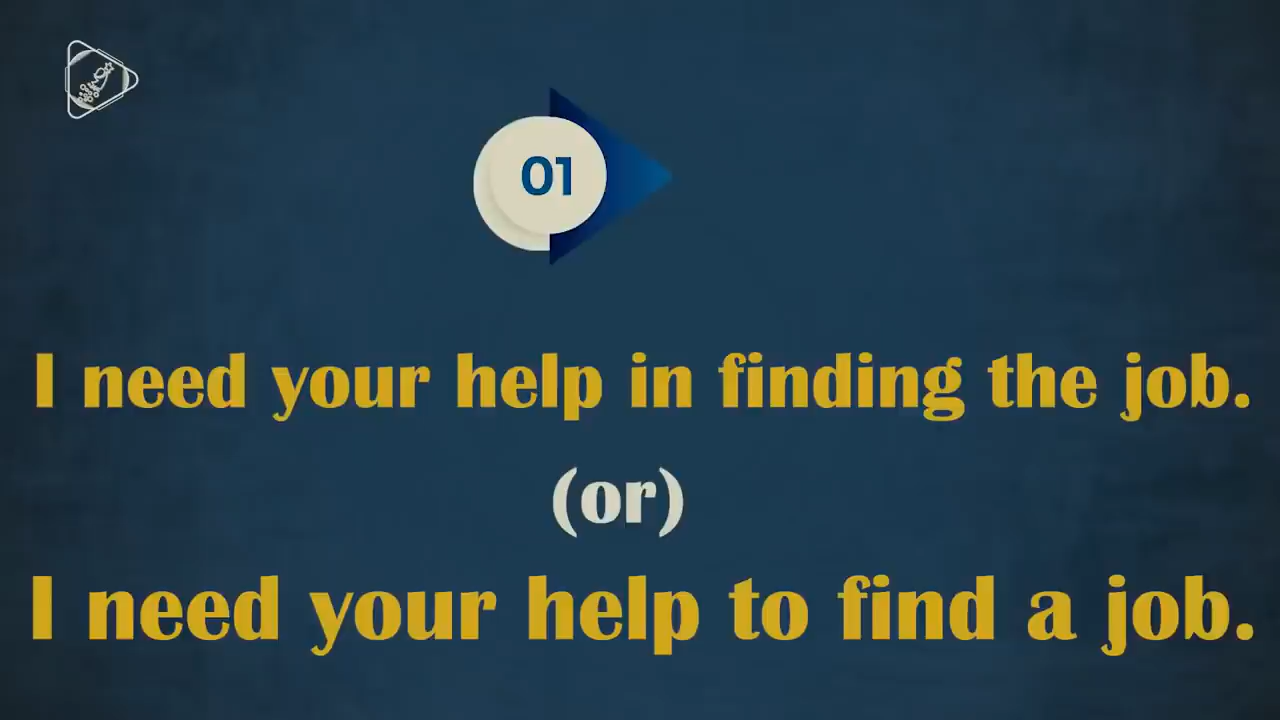 01
I need your help in finding the job.
(or)
I need your help to find a job.